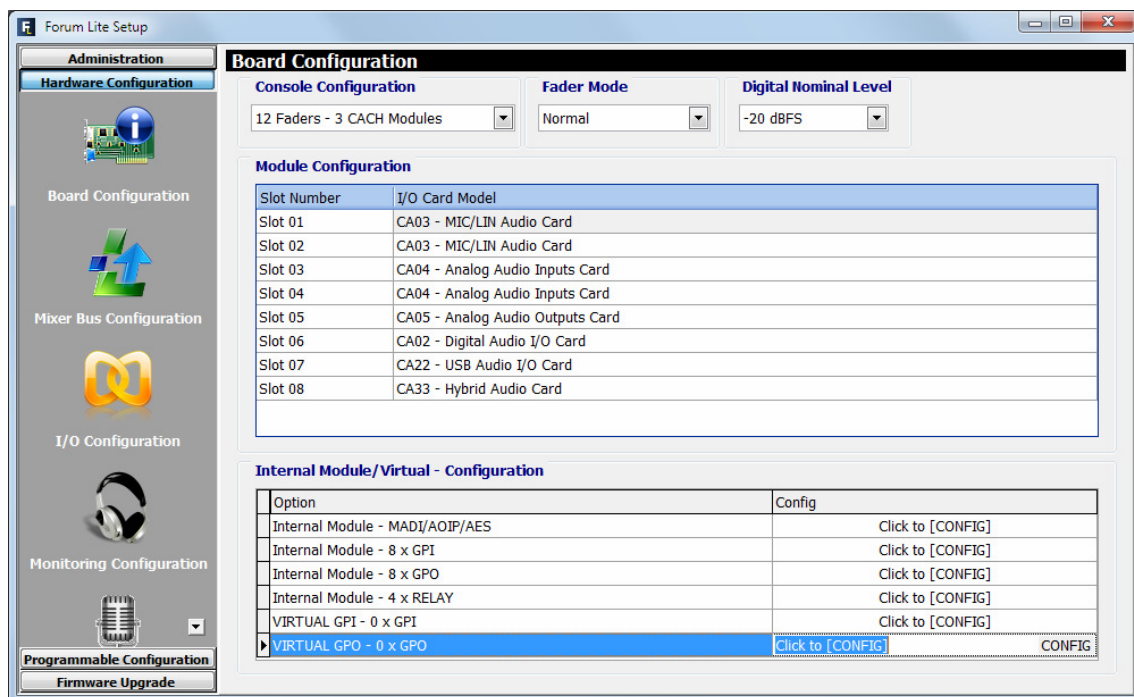 Forum Lite Setup
Administration
Hardware Configuration
Board Configuration
Mixer Bus Configuration
I/O Configuration
Monitoring Configuration
Programmable Configuration
Firmware Upgrade
Board Configuration
Console Configuration
12 Faders - 3 CACH Modules
Fader Mode
Normal
Digital Nominal Level
-20 dBFS
Module Configuration
Slot Number I/O Card Model
Slot 01 CA03 - MIC/LIN Audio Card
Slot 02 CA03 - MIC/LIN Audio Card
Slot 03 CA04 - Analog Audio Inputs Card
Slot 04 CA04 - Analog Audio Inputs Card
Slot 05 CA05 - Analog Audio Outputs Card
Slot 06 CA02 - Digital Audio I/O Card
Slot 07 CA22 - USB Audio I/O Card
Slot 08 CA33 - Hybrid Audio Card
Internal Module/Virtual - Configuration
Option Config
Internal Module - MADI/AOIP/AES Click to [CONFIG]
Internal Module - 8 x GPI Click to [CONFIG]
Internal Module - 8 x GPO Click to [CONFIG]
Internal Module - 4 x RELAY Click to [CONFIG]
VIRTUAL GPI - 0 x GPI Click to [CONFIG]
VIRTUAL GPO - 0 x GPO Click to [CONFIG] CONFIG